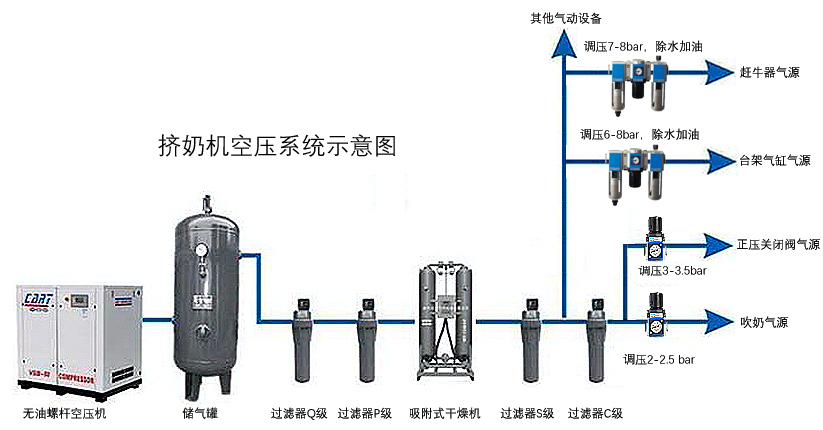 其他气动设备
调压7-8bar，除水加油
赶牛器气源
挤奶机空压系统示意图
调压6-8bar，除水加油
台架气缸气源
正压关闭阀气源
调压3-3.5bar
吹奶气源
调压2-2.5 bar
COMPRESSOR
无油螺杆空压机
储气罐
过滤器Q级
过滤器P级
吸附式干燥机
过滤器S级
过滤器C级